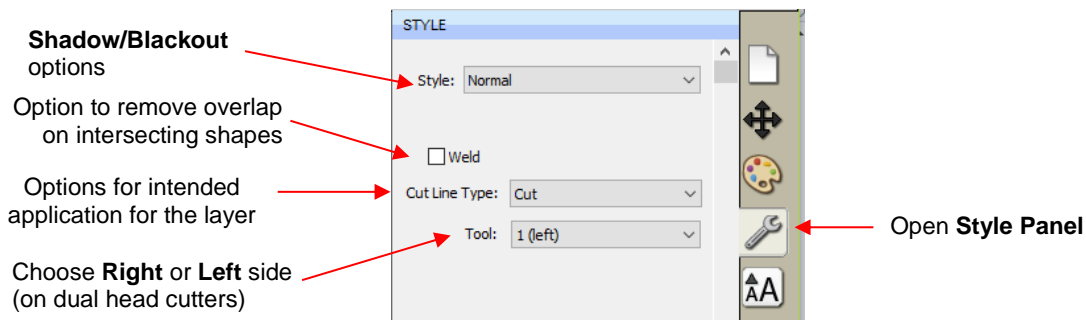 STYLE
Shadow/Blackout
options
Style: Normal
Option to remove overlap
on intersecting shapes
Weld
Options for intended
application for the layer
Cut Line Type: Cut
Tool: 1 (left)
Open Style Panel
Choose Right or Left side
(on dual head cutters)
AA